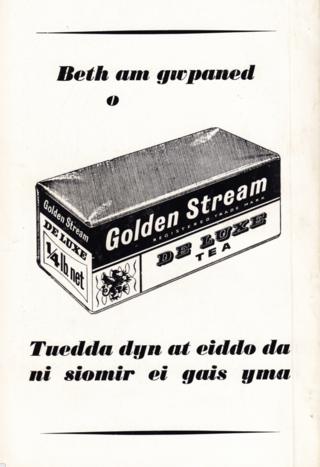 Beth am gwpaned
o
Golden Stream
REGISTERED TRADE MARK
DE LUXE
TEA
Golden Stream
DE LUXE
1/4 lb net
Tuedda dyn at eiddo da
ni siomir ei gais yma